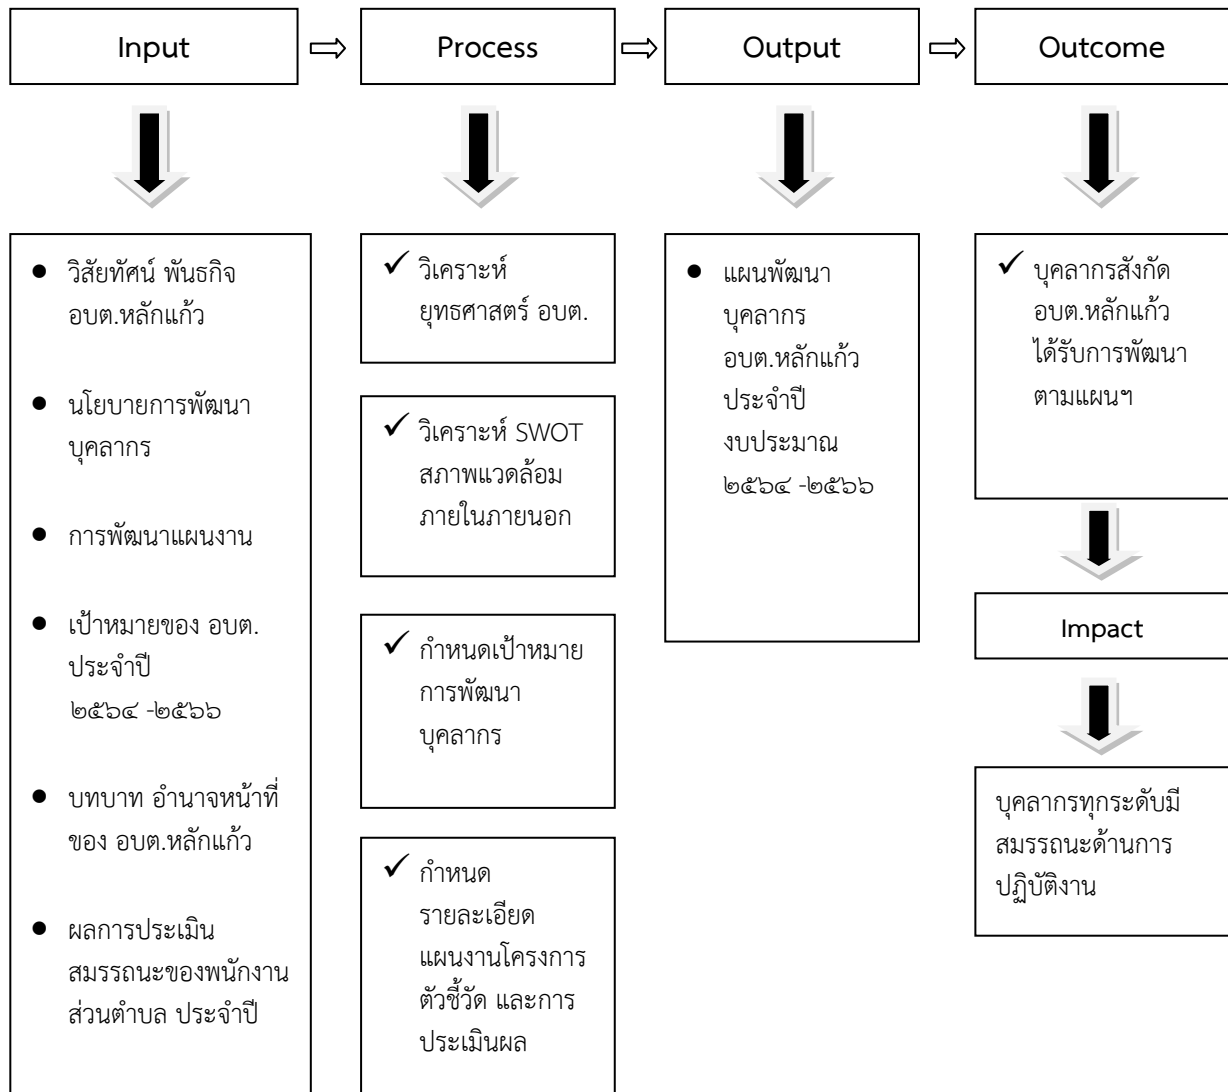 Input
Process
Output
Outcome
วิสัยทัศน์ พันธกิจ
อบต.หลักแก้ว
นโยบายการพัฒนา
บุคลากร
การพัฒนาแผนงาน
เป้าหมายของ อบต.
ประจำปี
๒๕๖๔ -๒๕๖๖
บทบาท อำนาจหน้าที่
ของ อบต.หลักแก้ว
ผลการประเมิน
สมรรถนะของพนักงาน
ส่วนตำบล ประจำปี
วิเคราะห์
ยุทธศาสตร์ อบต.
วิเคราะห์ SWOT
สภาพแวดล้อม
ภายในภายนอก
กำหนดเป้าหมาย
การพัฒนา
บุคลากร
กำหนด
รายละเอียด
แผนงานโครงการ
ตัวชี้วัด และการ
ประเมินผล
แผนพัฒนา
บุคลากร
อบต.หลักแก้ว
ประจำปี
งบประมาณ
๒๕๖๔ -๒๕๖๖
บุคลากรสังกัด
อบต.หลักแก้ว
ได้รับการพัฒนา
ตามแผนฯ
Impact
บุคลากรทุกระดับมี
สมรรถนะด้านการ
ปฏิบัติงาน